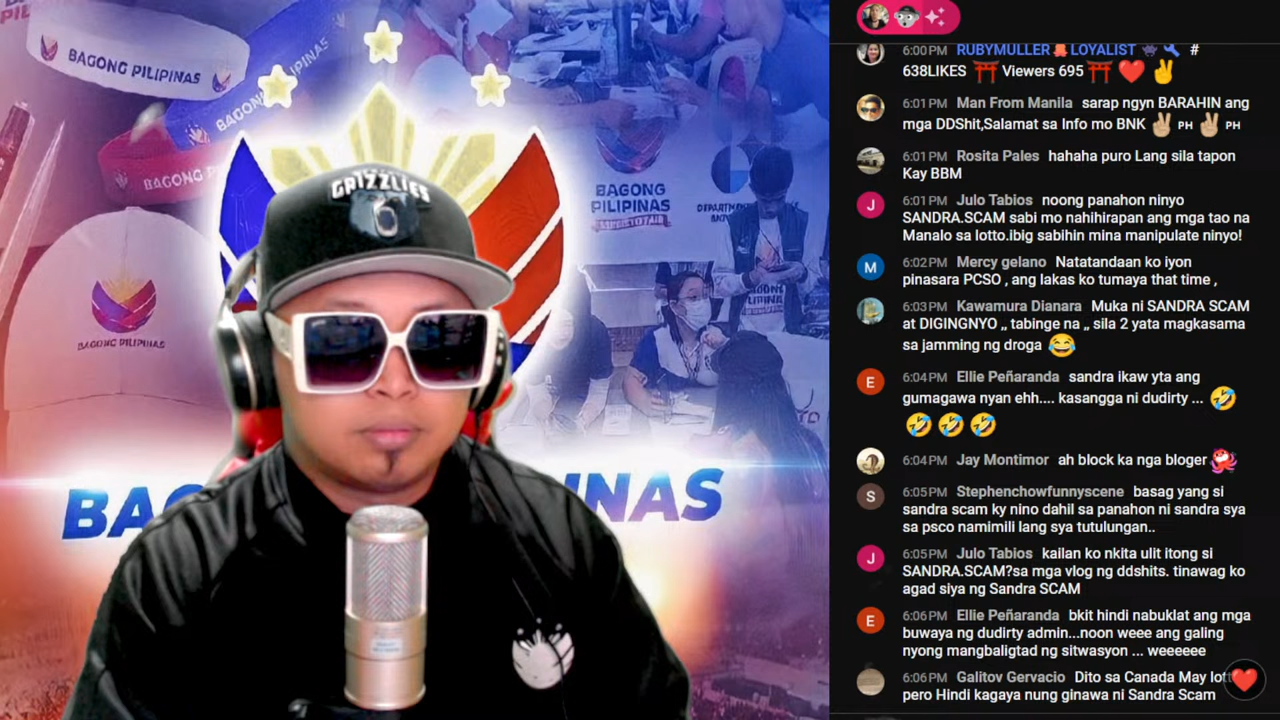 BAGONG PILIPINAS
BAGONG PILIPINAS
BAGONG
PILIPINAS
BAGONG PILIPINAS
GRIZZLIES
6:00 PM RUBYMULLER LOYALIST #
638LIKES ⛩️ Viewers 695 ⛩️ ❤️ ✌️
6:01 PM Man From Manila sarap ngyn BARAHIN ang
mga DDShit,Salamat sa Info mo BNK ✌🏼 PH ✌🏼 PH
6:01 PM Rosita Pales hahaha puro Lang sila tapon
Kay BBM
J 6:01 PM Julo Tabios noong panahon ninyo
SANDRA.SCAM sabi mo nahihirapan ang mga tao na
Manalo sa lotto.ibig sabihin mina manipulate ninyo!
M 6:02 PM Mercy gelano Natatandaan ko iyon
pinasara PCSO , ang lakas ko tumaya that time ,
6:03 PM Kawamura Dianara Muka ni SANDRA SCAM
at DIGINGNYO ,, tabinge na ,, sila 2 yata magkasama
sa jamming ng droga 😂
E 6:04 PM Ellie Peñaranda sandra ikaw yta ang
gumagawa nyan ehh.... kasangga ni dudirty ... 🤣
🤣 🤣 🤣
6:04 PM Jay Montimor ah block ka nga bloger 🦀
S 6:05 PM Stephenchowfunnyscene basag yang si
sandra scam ky nino dahil sa panahon ni sandra sya
sa psco namimili lang sya tutulungan..
J 6:05 PM Julo Tabios kailan ko nkita ulit itong si
SANDRA.SCAM?sa mga vlog ng ddshits. tinawag ko
agad siya ng Sandra SCAM
E 6:06 PM Ellie Peñaranda bkit hindi nabuklat ang mga
buwaya ng dudirty admin...noon weee ang galing
nyong mangbaligtad ng sitwasyon ... weeeeee
6:06 PM Galitov Gervacio Dito sa Canada May
pero Hindi kagaya nung ginawa ni Sandra Scam